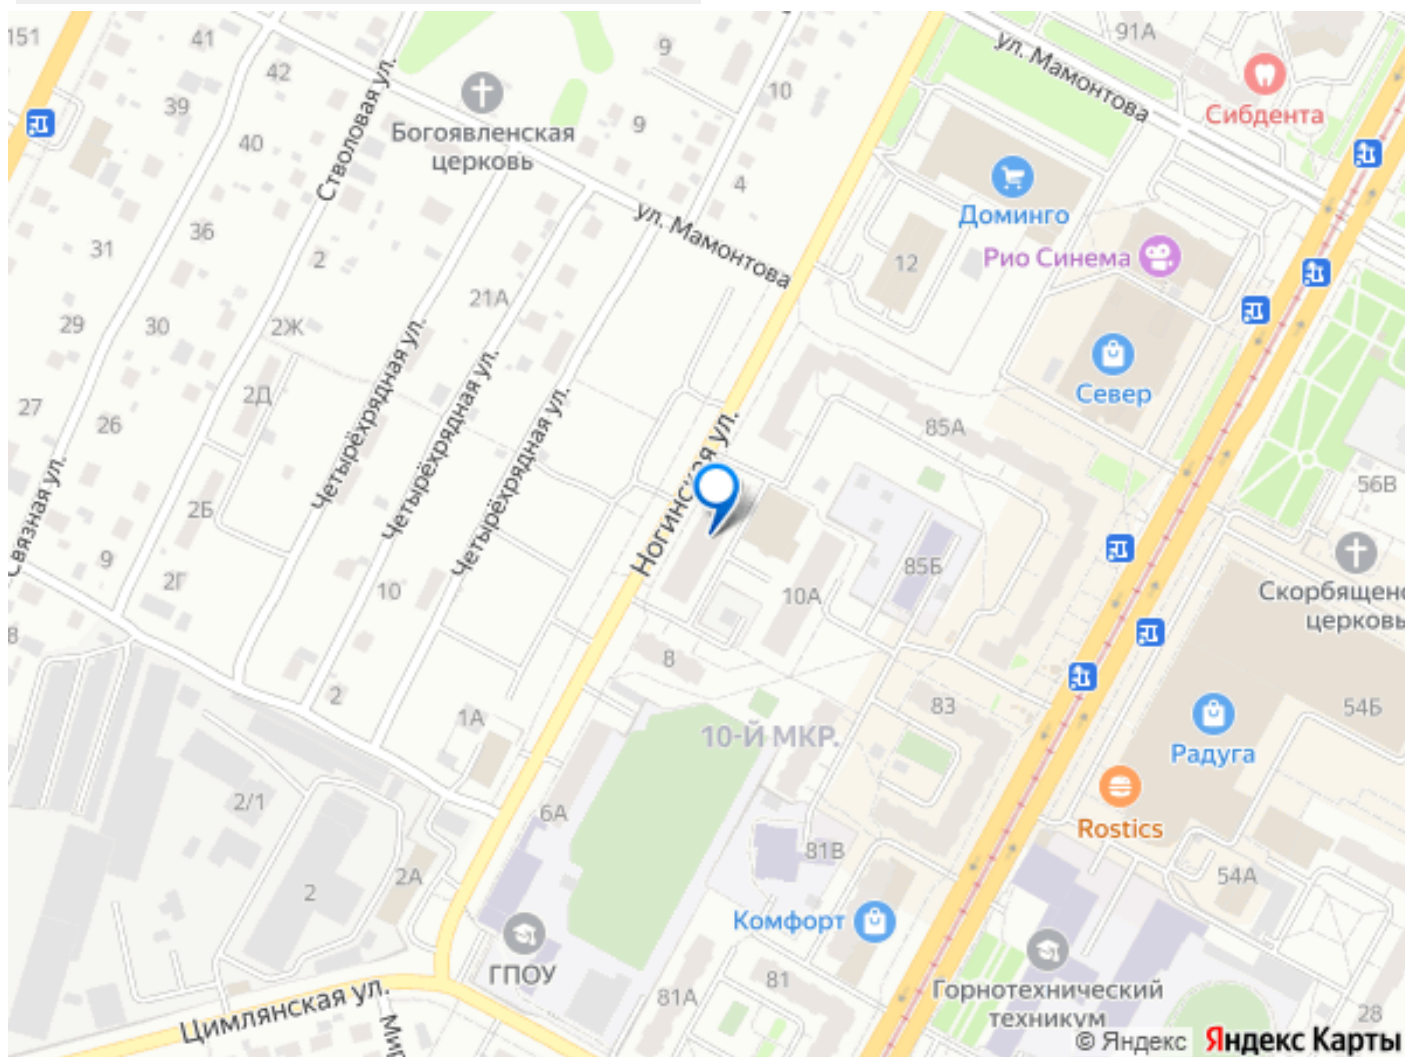 151
41
42
39
40
Стволовая ул.
9
10
91А
ул. Мамонтова
Сибдента
Богоявленская
церковь
9
4
Доминго
ул. Мамонтова
Рио Синема
12
31
36
2
21А
29
30
2Ж
2Д
27
26
Север
85А
Четырёхрядная ул.
Четырёхрядная ул.
Четырёхрядная ул.
Ногинская ул.
Связная ул.
2Б
9
2Г
10
56В
85Б
10А
Скорбященс
церковь
8
8
2
1А
83
10-Й МКР.
54Б
Радуга
Rostics
2/1
6А
81В
2
2А
54А
Комфорт
ГПОУ
81
81А
Горнотехнический
техникум
28
Цимлянская ул.
Мир
© Яндекс Яндекс Карты